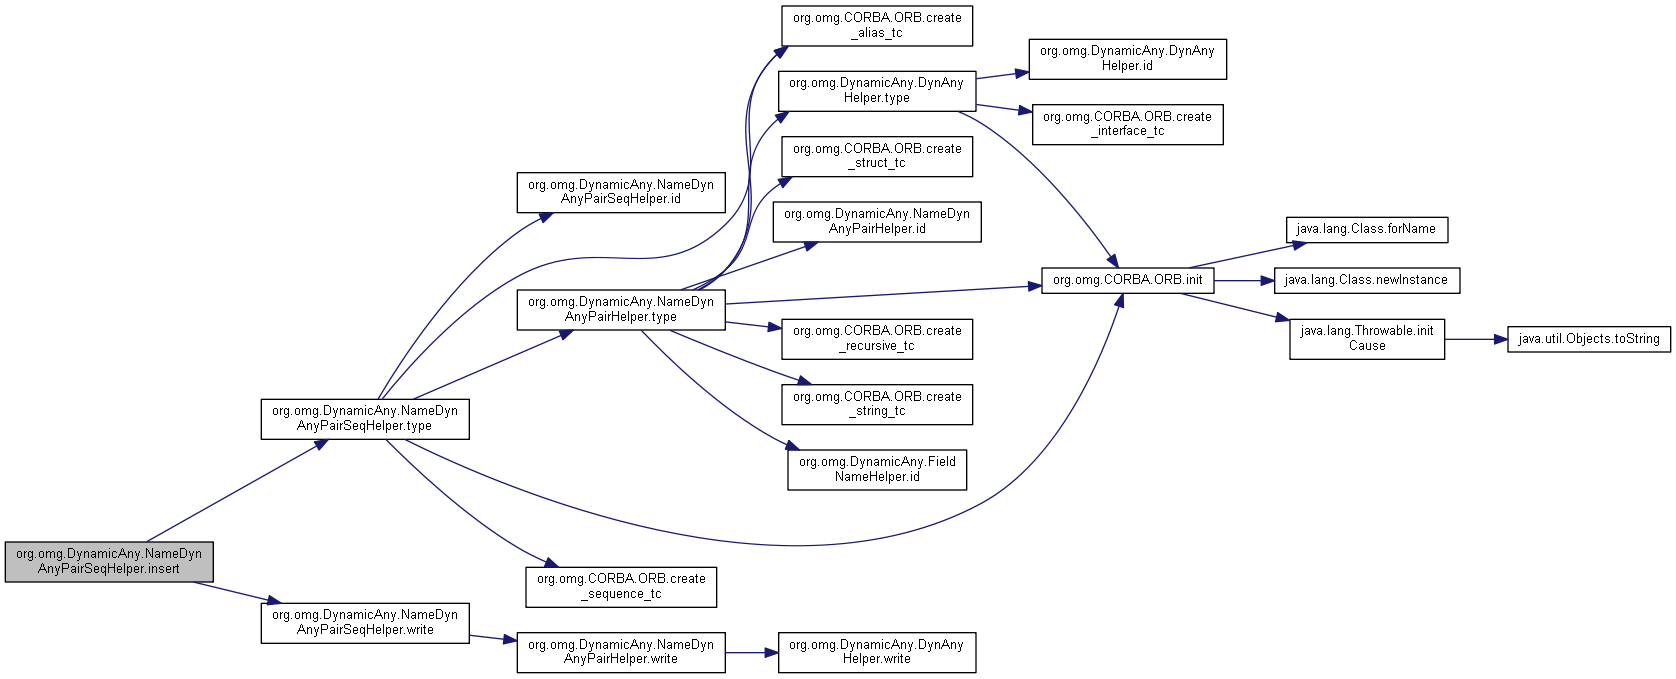 org.omg.CORBA.ORB.create
_alias_tc
org.omg.DynamicAny.DynAny
Helper.id
org.omg.DynamicAny.DynAny
Helper.type
org.omg.CORBA.ORB.create
_interface_tc
org.omg.CORBA.ORB.create
_struct_tc
org.omg.DynamicAny.NameDyn
AnyPairSeqHelper.id
org.omg.DynamicAny.NameDyn
AnyPairHelper.id
java.lang.Class.forName
org.omg.CORBA.ORB.init
java.lang.Class.newInstance
org.omg.DynamicAny.NameDyn
AnyPairHelper.type
org.omg.CORBA.ORB.create
_recursive_tc
java.lang.Throwable.init
Cause
java.util.Objects.toString
org.omg.CORBA.ORB.create
_string_tc
org.omg.DynamicAny.NameDyn
AnyPairSeqHelper.type
org.omg.DynamicAny.Field
NameHelper.id
org.omg.DynamicAny.NameDyn
AnyPairSeqHelper.insert
org.omg.CORBA.ORB.create
_sequence_tc
org.omg.DynamicAny.NameDyn
AnyPairSeqHelper.write
org.omg.DynamicAny.NameDyn
AnyPairHelper.write
org.omg.DynamicAny.DynAny
Helper.write